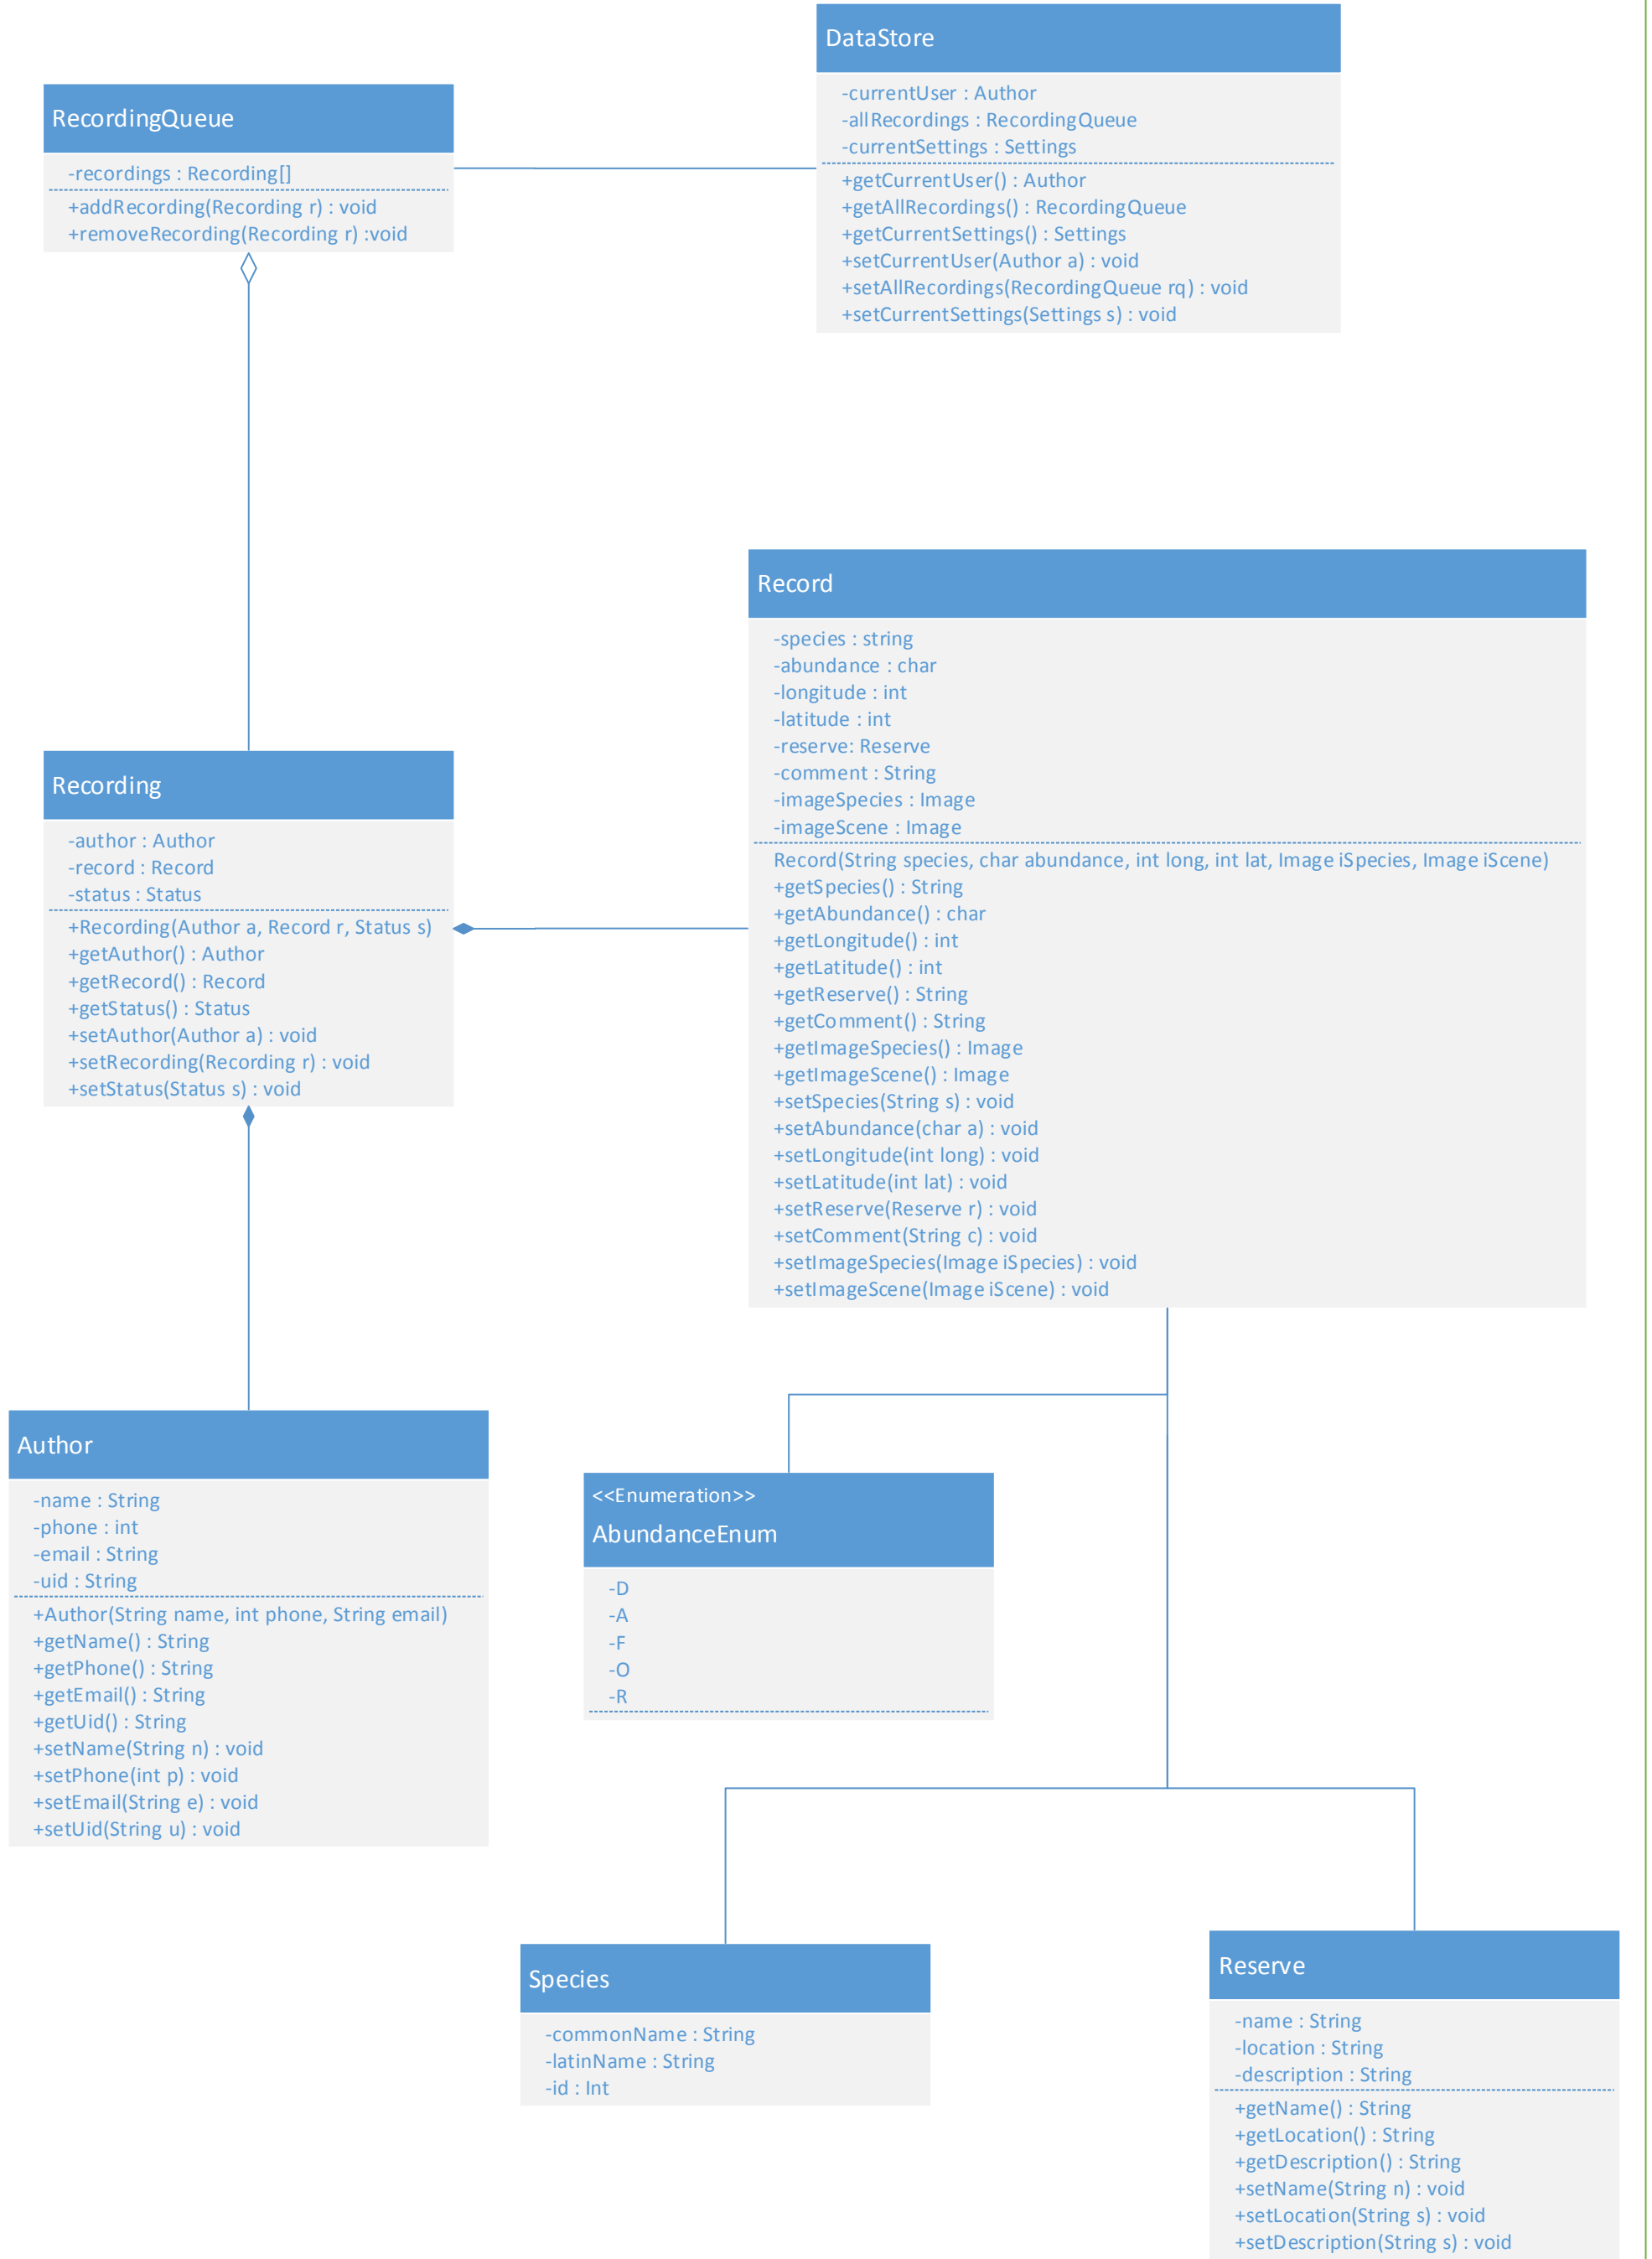 DataStore
-currentUser : Author
-allRecordings : RecordingQueue
-currentSettings : Settings
+getCurrentUser() : Author
+getAllRecordings() : RecordingQueue
+getCurrentSettings() : Settings
+setCurrentUser(Author a) : void
+setAllRecordings(RecordingQueue rq) : void
+setCurrentSettings(Settings s) : void
RecordingQueue
-recordings : Recording[]
+addRecording(Recording r) : void
+removeRecording(Recording r) :void
Record
-species : string
-abundance : char
-longitude : int
-latitude : int
-reserve: Reserve
-comment : String
-imageSpecies : Image
-imageScene : Image
Record(String species, char abundance, int long, int lat, Image iSpecies, Image iScene)
+getSpecies() : String
+getAbundance() : char
+getLongitude() : int
+getLatitude() : int
+getReserve() : String
+getComment() : String
+getImageSpecies() : Image
+getImageScene() : Image
+setSpecies(String s) : void
+setAbundance(char a) : void
+setLongitude(int long) : void
+setLatitude(int lat) : void
+setReserve(Reserve r) : void
+setComment(String c) : void
+setImageSpecies(Image iSpecies) : void
+setImageScene(Image iScene) : void
Recording
-author : Author
-record : Record
-status : Status
+Recording(Author a, Record r, Status s)
+getAuthor() : Author
+getRecord() : Record
+getStatus() : Status
+setAuthor(Author a) : void
+setRecording(Recording r) : void
+setStatus(Status s) : void
Author
-name : String
-phone : int
-email : String
-uid : String
+Author(String name, int phone, String email)
+getName() : String
+getPhone() : String
+getEmail() : String
+getUid() : String
+setName(String n) : void
+setPhone(int p) : void
+setEmail(String e) : void
+setUid(String u) : void
<<Enumeration>>
AbundanceEnum
-D
-A
-F
-O
-R
Species
-commonName : String
-latinName : String
-id : Int
Reserve
-name : String
-location : String
-description : String
+getName() : String
+getLocation() : String
+getDescription() : String
+setName(String n) : void
+setLocation(String s) : void
+setDescription(String s) : void